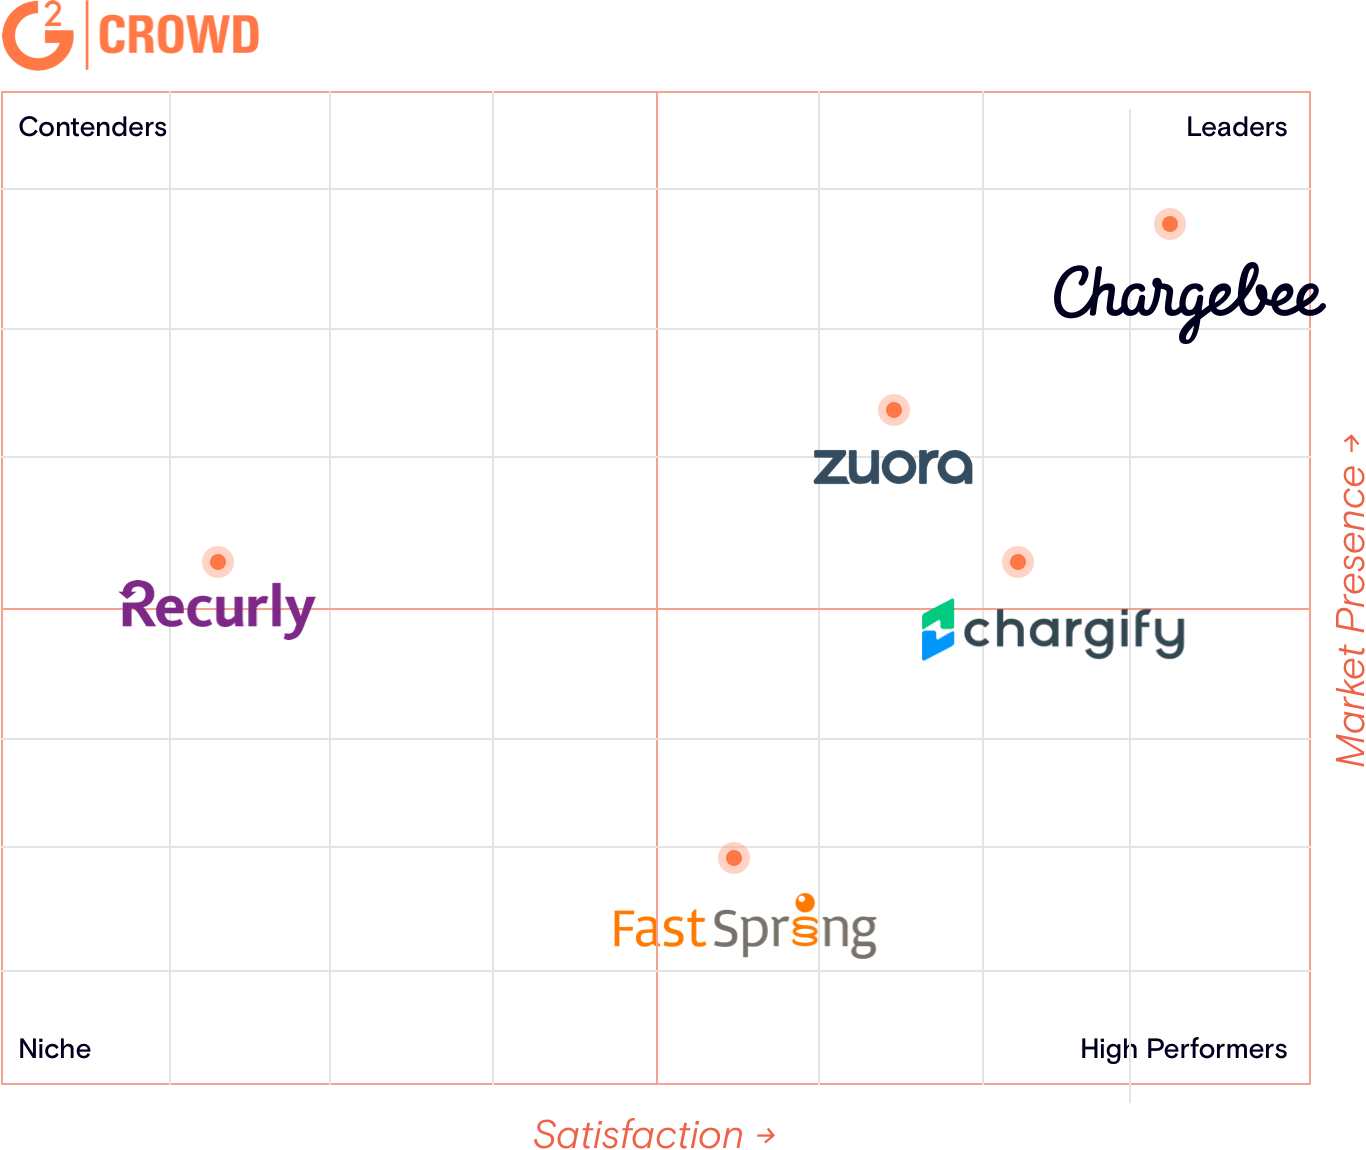 G2 CROWD
Contenders
Leaders
Chargebee
zuora
Recurly
chargify
FastSpring
Niche
High Performers
Satisfaction →
Market Presence →